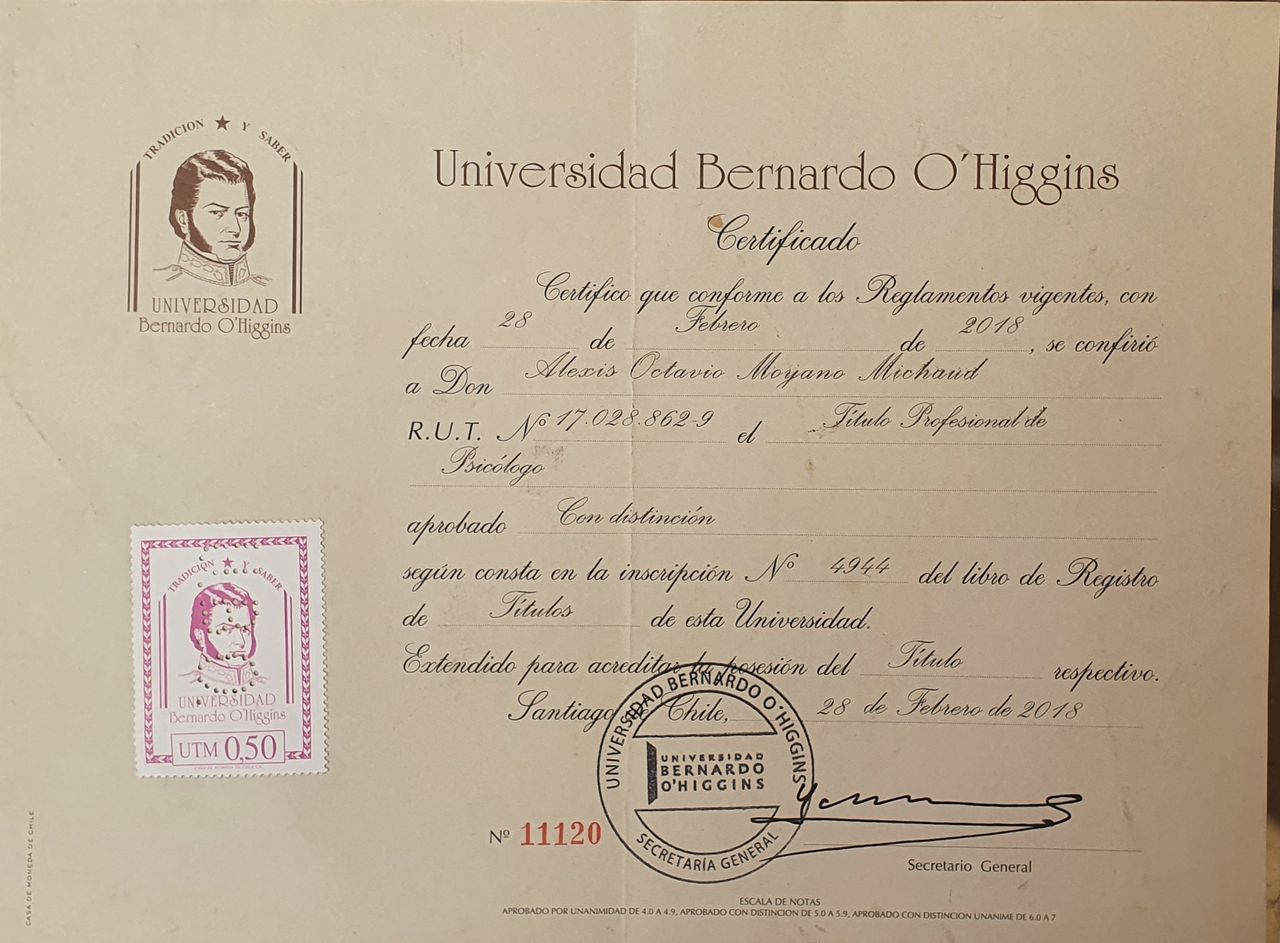 TRADICION ★ Y SABER
UNIVERSIDAD
Bernardo O'Higgins
Universidad Bernardo O'Higgins
Certificado
Certifico que conforme a los Reglamentos vigentes, con
fecha 28 de Febrero de 2018, se confirió
a Don Alexis Octavio Moyano Michaud
R.U.T. Nº 17.028.862-9 el Título Profesional de
Psicólogo
aprobado Con distinción
según consta en la inscripción Nº 4944 del libro de Registro
de Títulos de esta Universidad.
Extendido para acreditar la posesión del Título respectivo.
Santiago de Chile, 28 de Febrero de 2018
TRADICION ★ Y SABER
UNIVERSIDAD
Bernardo O'Higgins
UTM 0,50
CASA DE MONEDA DE CHILE S.A.
UNIVERSIDAD BERNARDO O'HIGGINS
UNIVERSIDAD
BERNARDO
O'HIGGINS
SECRETARÍA GENERAL
Nº 11120
Secretario General
ESCALA DE NOTAS
APROBADO POR UNANIMIDAD DE 4.0 A 4.9, APROBADO CON DISTINCION DE 5.0 A 5.9, APROBADO CON DISTINCION UNANIME DE 6.0 A 7
CASA DE MONEDA DE CHILE